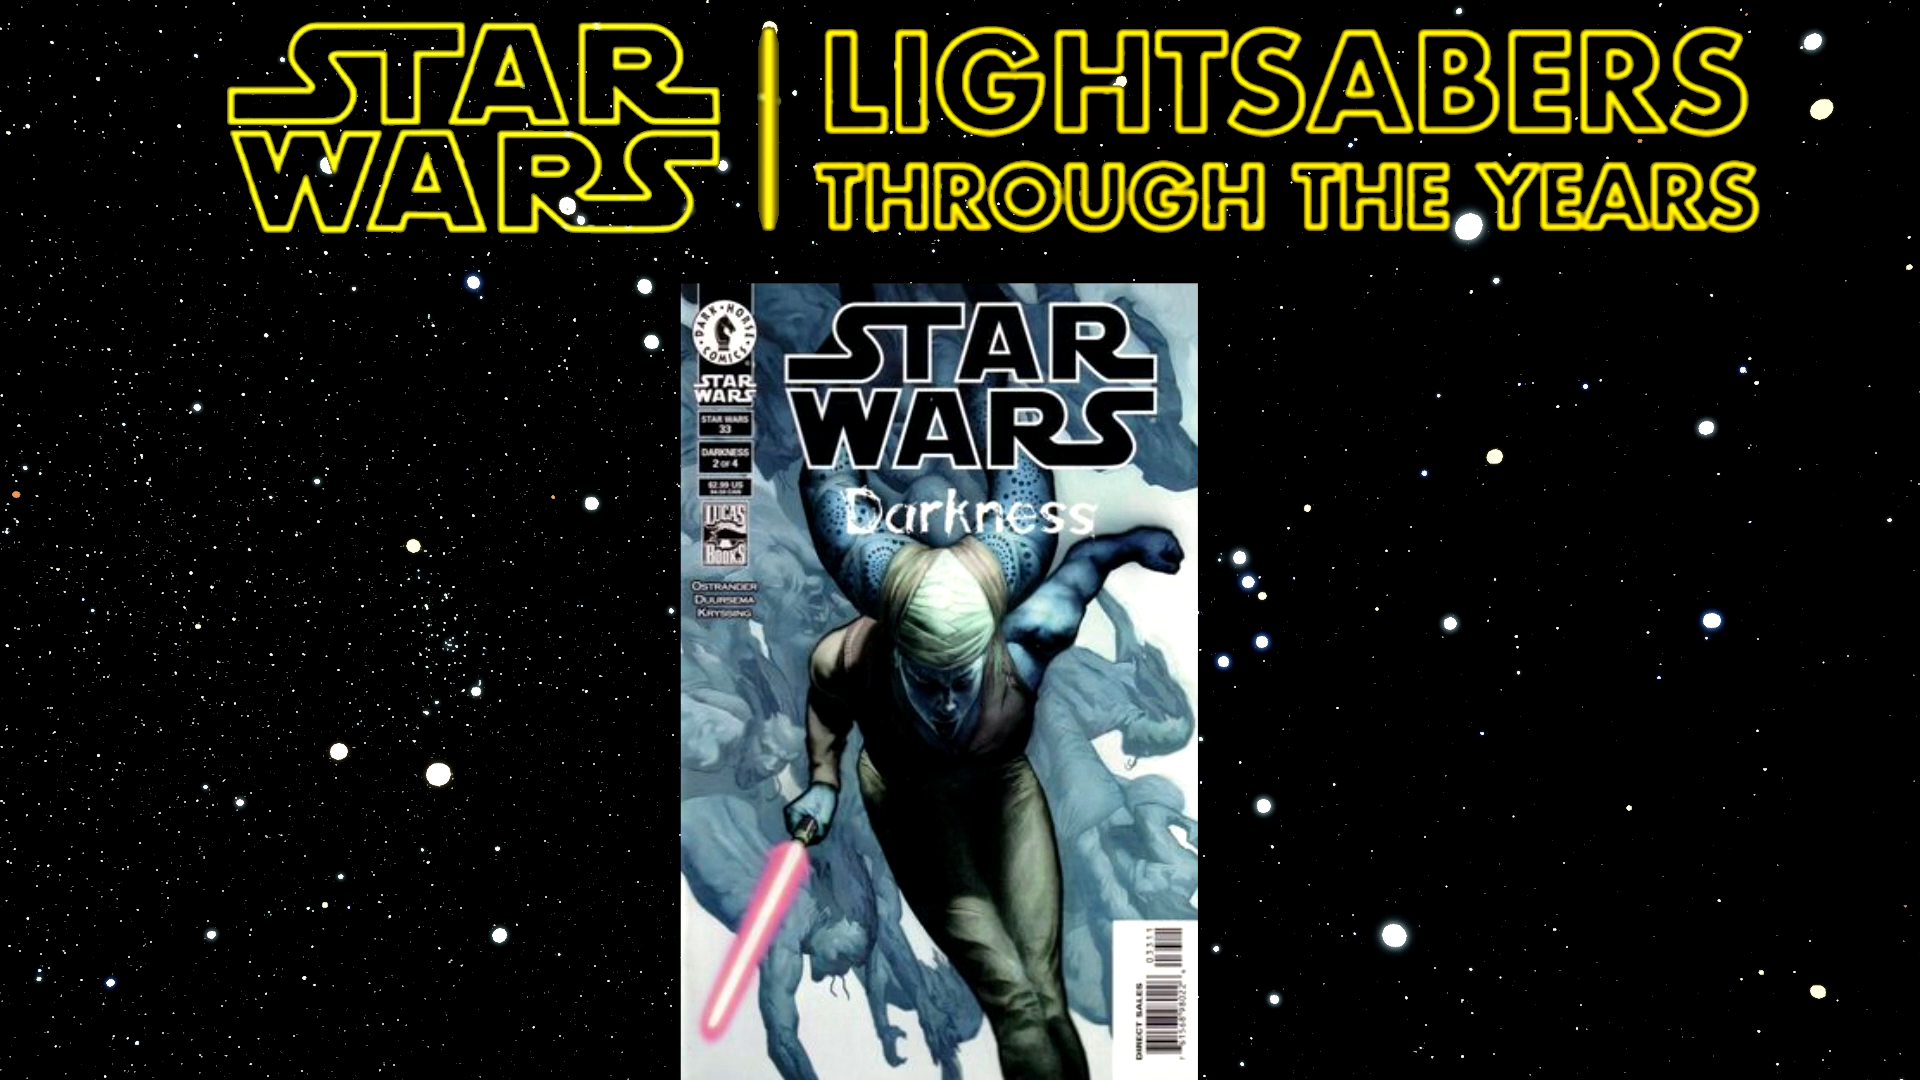 STAR
WARS
LIGHTSABERS
THROUGH THE YEARS
DARK HORSE
COMICS
STAR
WARS
STAR WARS
33
DARKNESS
2 OF 4
$2.99 US
LUCAS
BOOKS
OSTRANDER
DUURSEMA
KRYSSING
STAR
WARS
Darkness
DIRECT SALES
03311